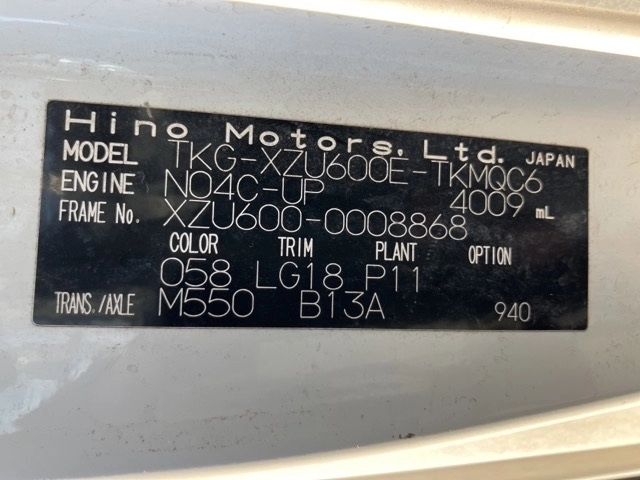 Hino Motors, Ltd. JAPAN
MODEL TKG-XZU600E-TKMQC6
ENGINE N04C-UP 4009 mL
FRAME No. XZU600-0008868
COLOR TRIM PLANT OPTION
058 LG18 P11
TRANS./AXLE M550 B13A 940